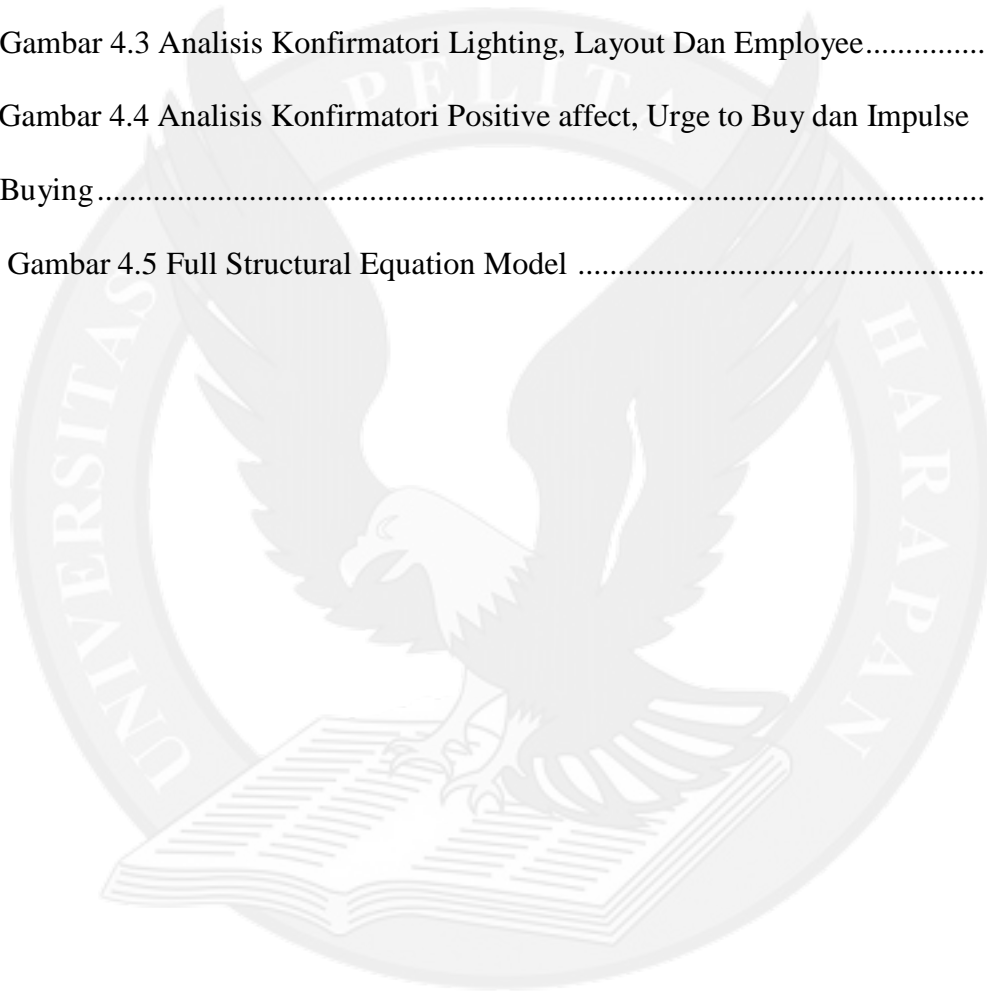 Gambar 4.3 Analisis Konfirmatori Lighting, Layout Dan Employee...............
Gambar 4.4 Analisis Konfirmatori Positive affect, Urge to Buy dan Impulse
Buying................................................................................................................
Gambar 4.5 Full Structural Equation Model ...................................................
UNIVERSITAS PELITA HARAPAN